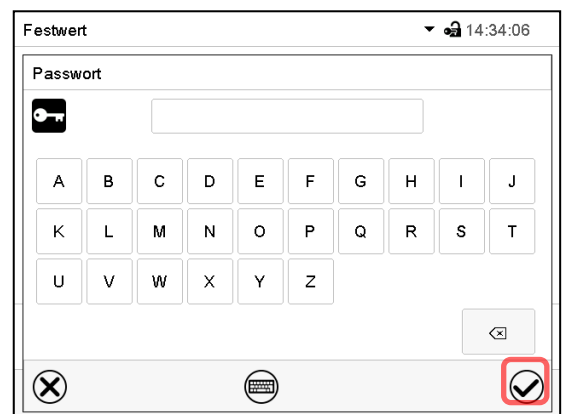 Festwert 14:34:06
Passwort
A B C D E F G H I J
K L M N O P Q R S T
U V W X Y Z